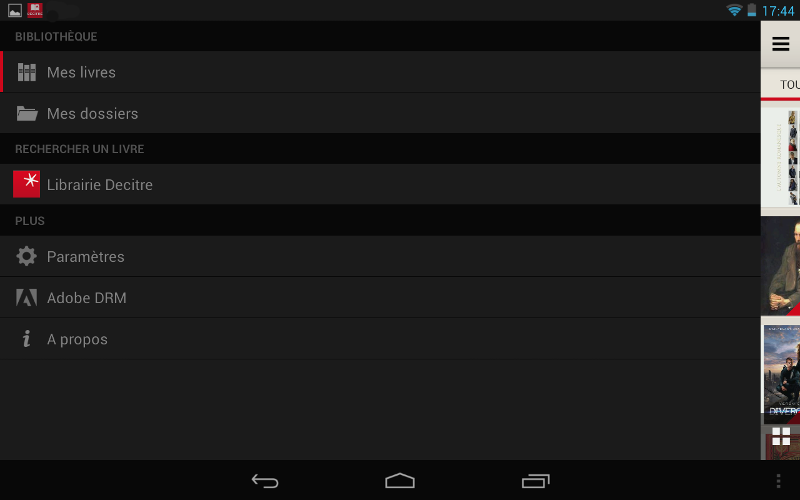 DECITRE
17:44
BIBLIOTHÈQUE
Mes livres
TOU
Mes dossiers
RECHERCHER UN LIVRE
Librairie Decitre
PLUS
Paramètres
Adobe DRM
A propos
DIVERG